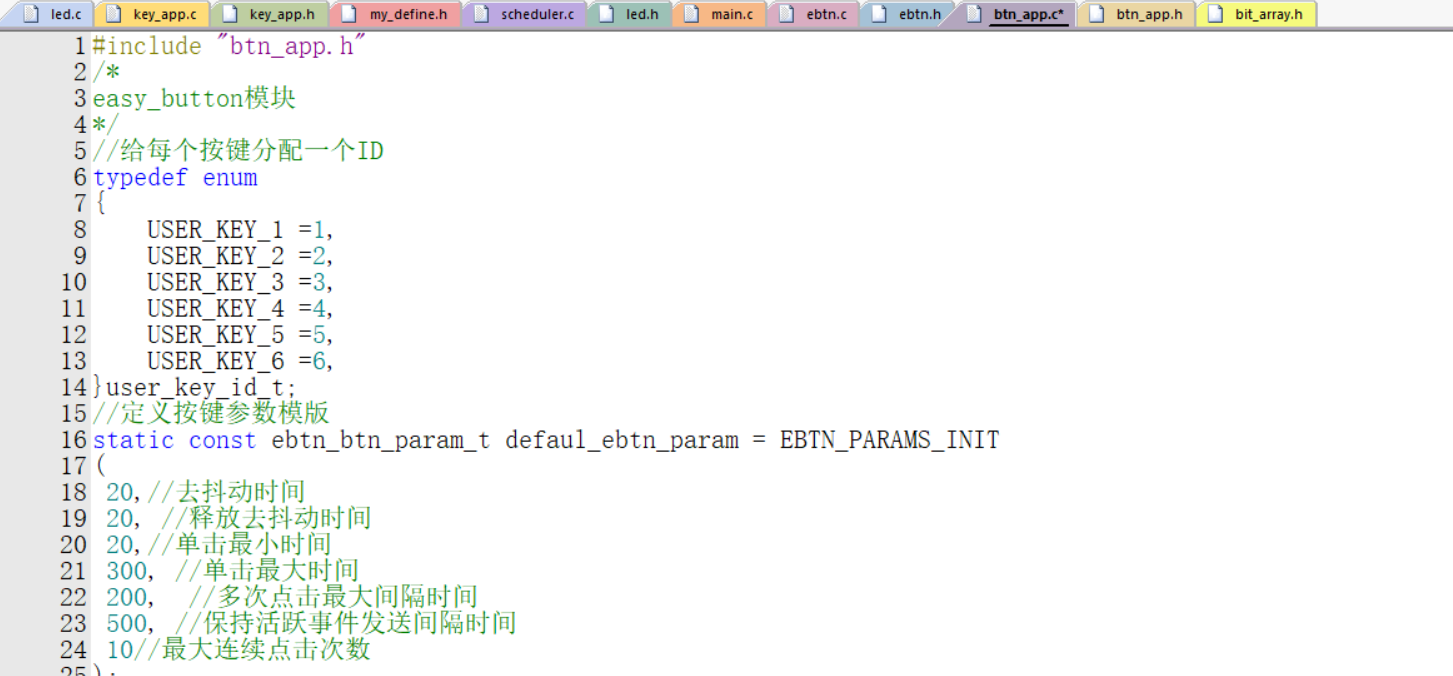 led.c key_app.c key_app.h my_define.h scheduler.c led.h main.c ebtn.c ebtn.h btn_app.c* btn_app.h bit_array.h
1 #include "btn_app.h"
2 /*
3 easy_button模块
4 */
5 //给每个按键分配一个ID
6 typedef enum
7 {
8 USER_KEY_1 =1,
9 USER_KEY_2 =2,
10 USER_KEY_3 =3,
11 USER_KEY_4 =4,
12 USER_KEY_5 =5,
13 USER_KEY_6 =6,
14 }user_key_id_t;
15 //定义按键参数模版
16 static const ebtn_btn_param_t defaul_ebtn_param = EBTN_PARAMS_INIT
17 (
18 20,//去抖动时间
19 20, //释放去抖动时间
20 20,//单击最小时间
21 300, //单击最大时间
22 200, //多次点击最大间隔时间
23 500, //保持活跃事件发送间隔时间
24 10//最大连续点击次数
25 );